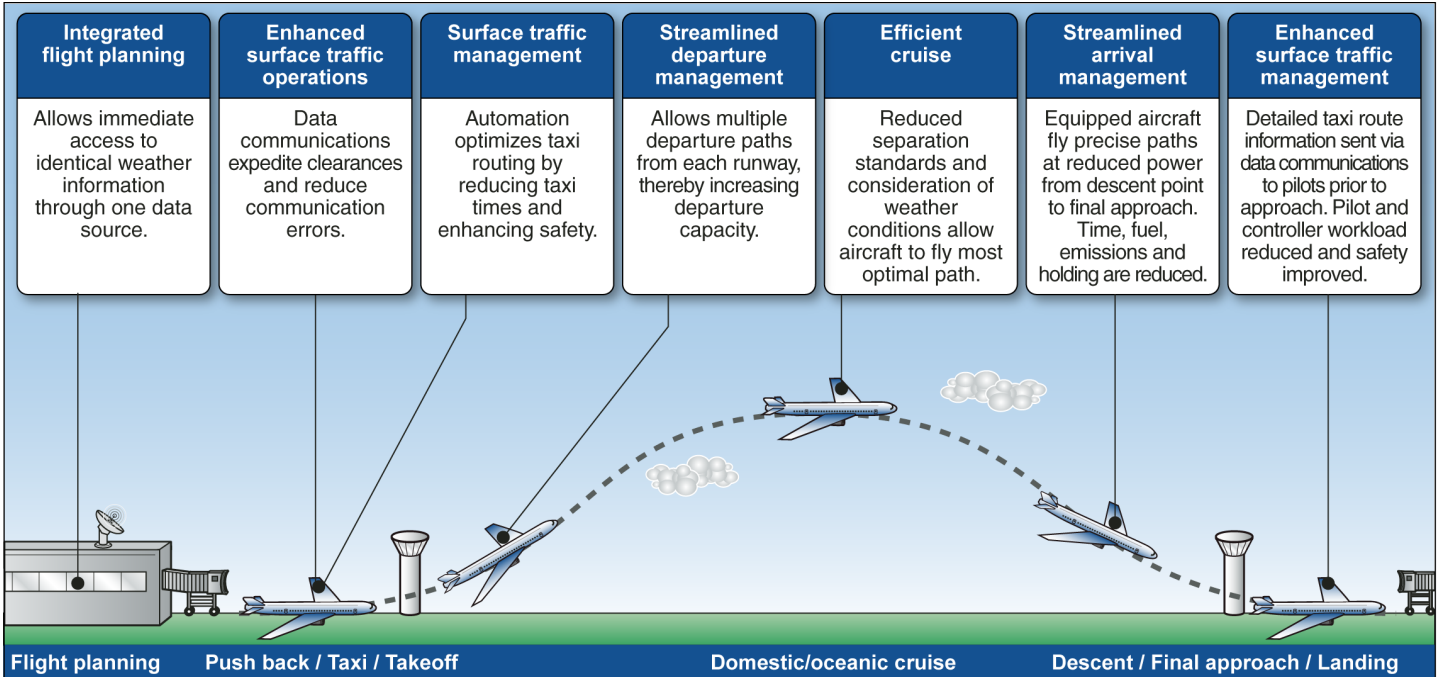 Integrated
flight planning
Allows immediate
access to
identical weather
information
through one data
source.
Enhanced
surface traffic
operations
Data
communications
expedite clearances
and reduce
communication
errors.
Surface traffic
management
Automation
optimizes taxi
routing by
reducing taxi
times and
enhancing safety.
Streamlined
departure
management
Allows multiple
departure paths
from each runway,
thereby increasing
departure
capacity.
Efficient
cruise
Reduced
separation
standards and
consideration of
weather
conditions allow
aircraft to fly most
optimal path.
Streamlined
arrival
management
Equipped aircraft
fly precise paths
at reduced power
from descent point
to final approach.
Time, fuel,
emissions and
holding are reduced.
Enhanced
surface traffic
management
Detailed taxi route
information sent via
data communications
to pilots prior to
approach. Pilot and
controller workload
reduced and safety
improved.
Flight planning
Push back / Taxi / Takeoff
Domestic/oceanic cruise
Descent / Final approach / Landing